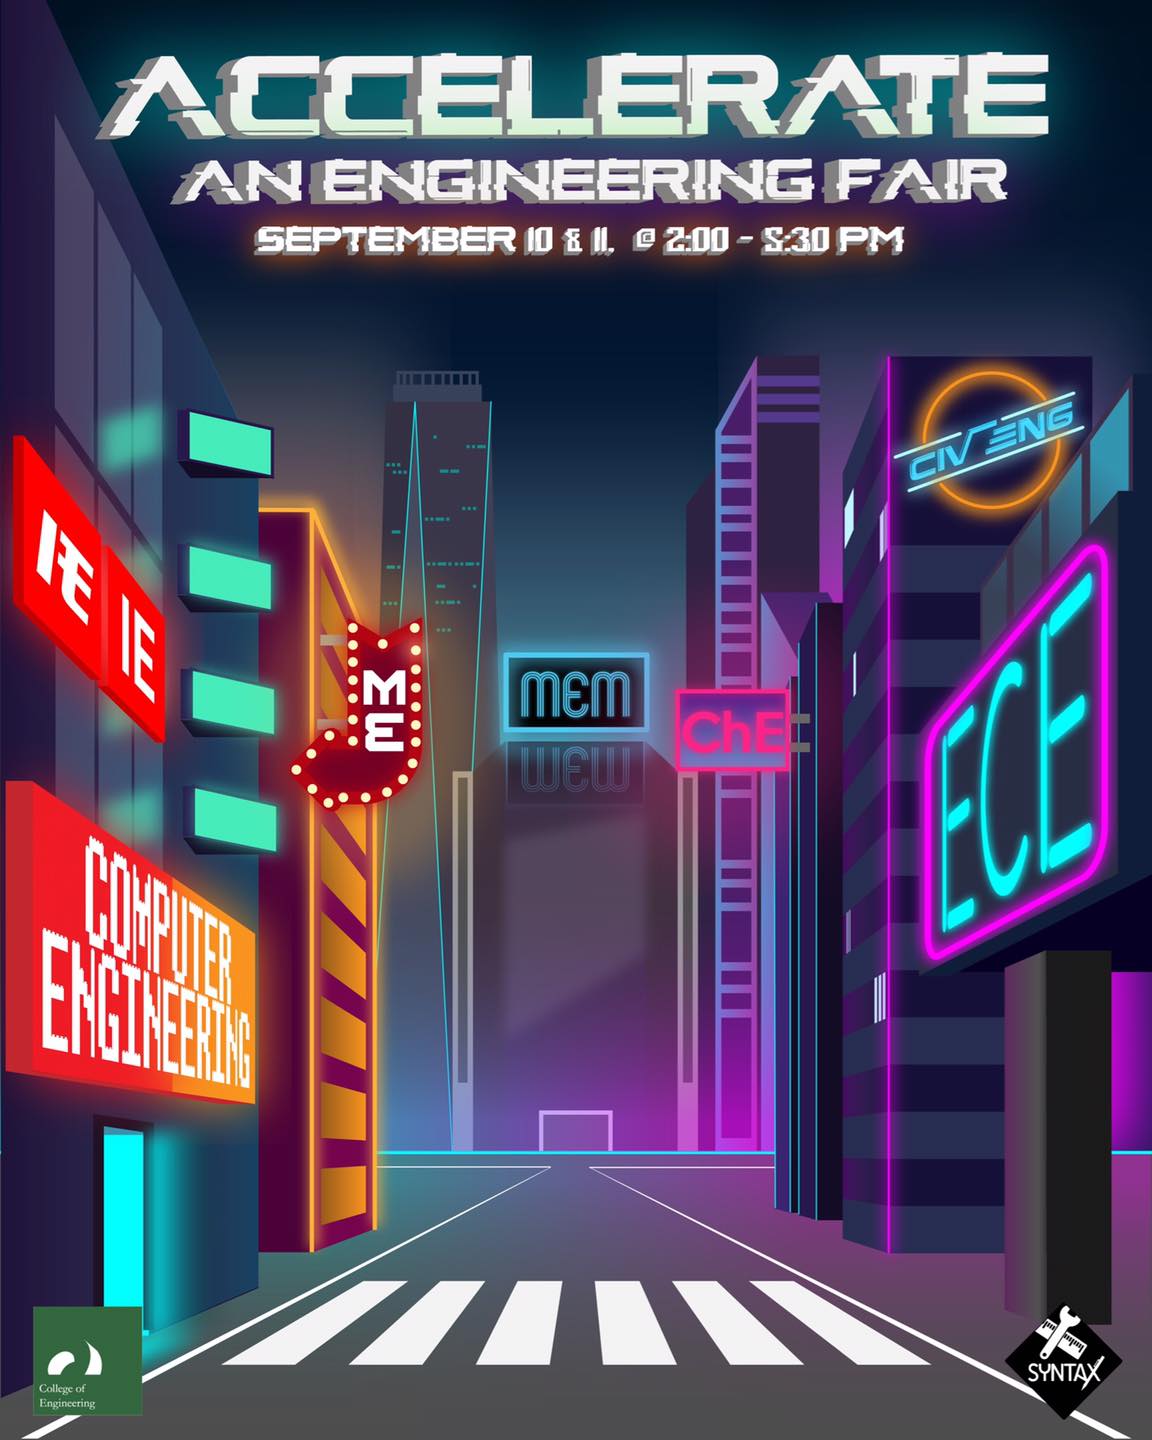 ACCELERATE
AN ENGINEERING FAIR
SEPTEMBER 10 & 11, @ 2:00 - 5:30 PM
CIV ENG
IE
ME
MEM
ChE
ECE
COMPUTER
ENGINEERING
College of
Engineering
SYNTAX